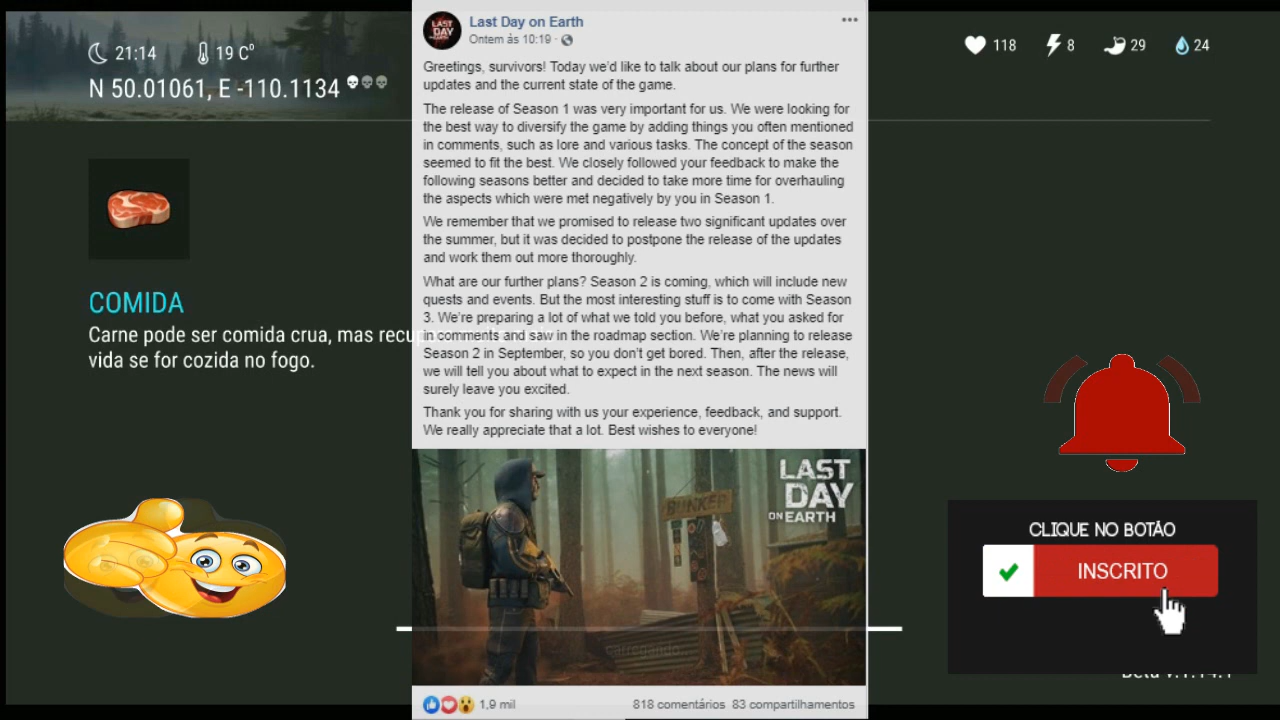 21:14
19 C°
N 50.01061, E -110.1134
118
8
29
24
COMIDA
Carne pode ser comida crua, mas
vida se for cozida no fogo.
Last Day on Earth
Ontem às 10:19 ·
Greetings, survivors! Today we'd like to talk about our plans for further
updates and the current state of the game.
The release of Season 1 was very important for us. We were looking for
the best way to diversify the game by adding things you often mentioned
in comments, such as lore and various tasks. The concept of the season
seemed to fit the best. We closely followed your feedback to make the
following seasons better and decided to take more time for overhauling
the aspects which were met negatively by you in Season 1.
We remember that we promised to release two significant updates over
the summer, but it was decided to postpone the release of the updates
and work them out more thoroughly.
What are our further plans? Season 2 is coming, which will include new
quests and events. But the most interesting stuff is to come with Season
3. We're preparing a lot of what we told you before, what you asked for
in comments and saw in the roadmap section. We're planning to release
Season 2 in September, so you don't get bored. Then, after the release,
we will tell you about what to expect in the next season. The news will
surely leave you excited.
Thank you for sharing with us your experience, feedback, and support.
We really appreciate that a lot. Best wishes to everyone!
LAST
DAY
ON EARTH
BUNKER
Carregando..
1,9 mil
818 comentários 83 compartilhamentos
CLIQUE NO BOTÃO
INSCRITO